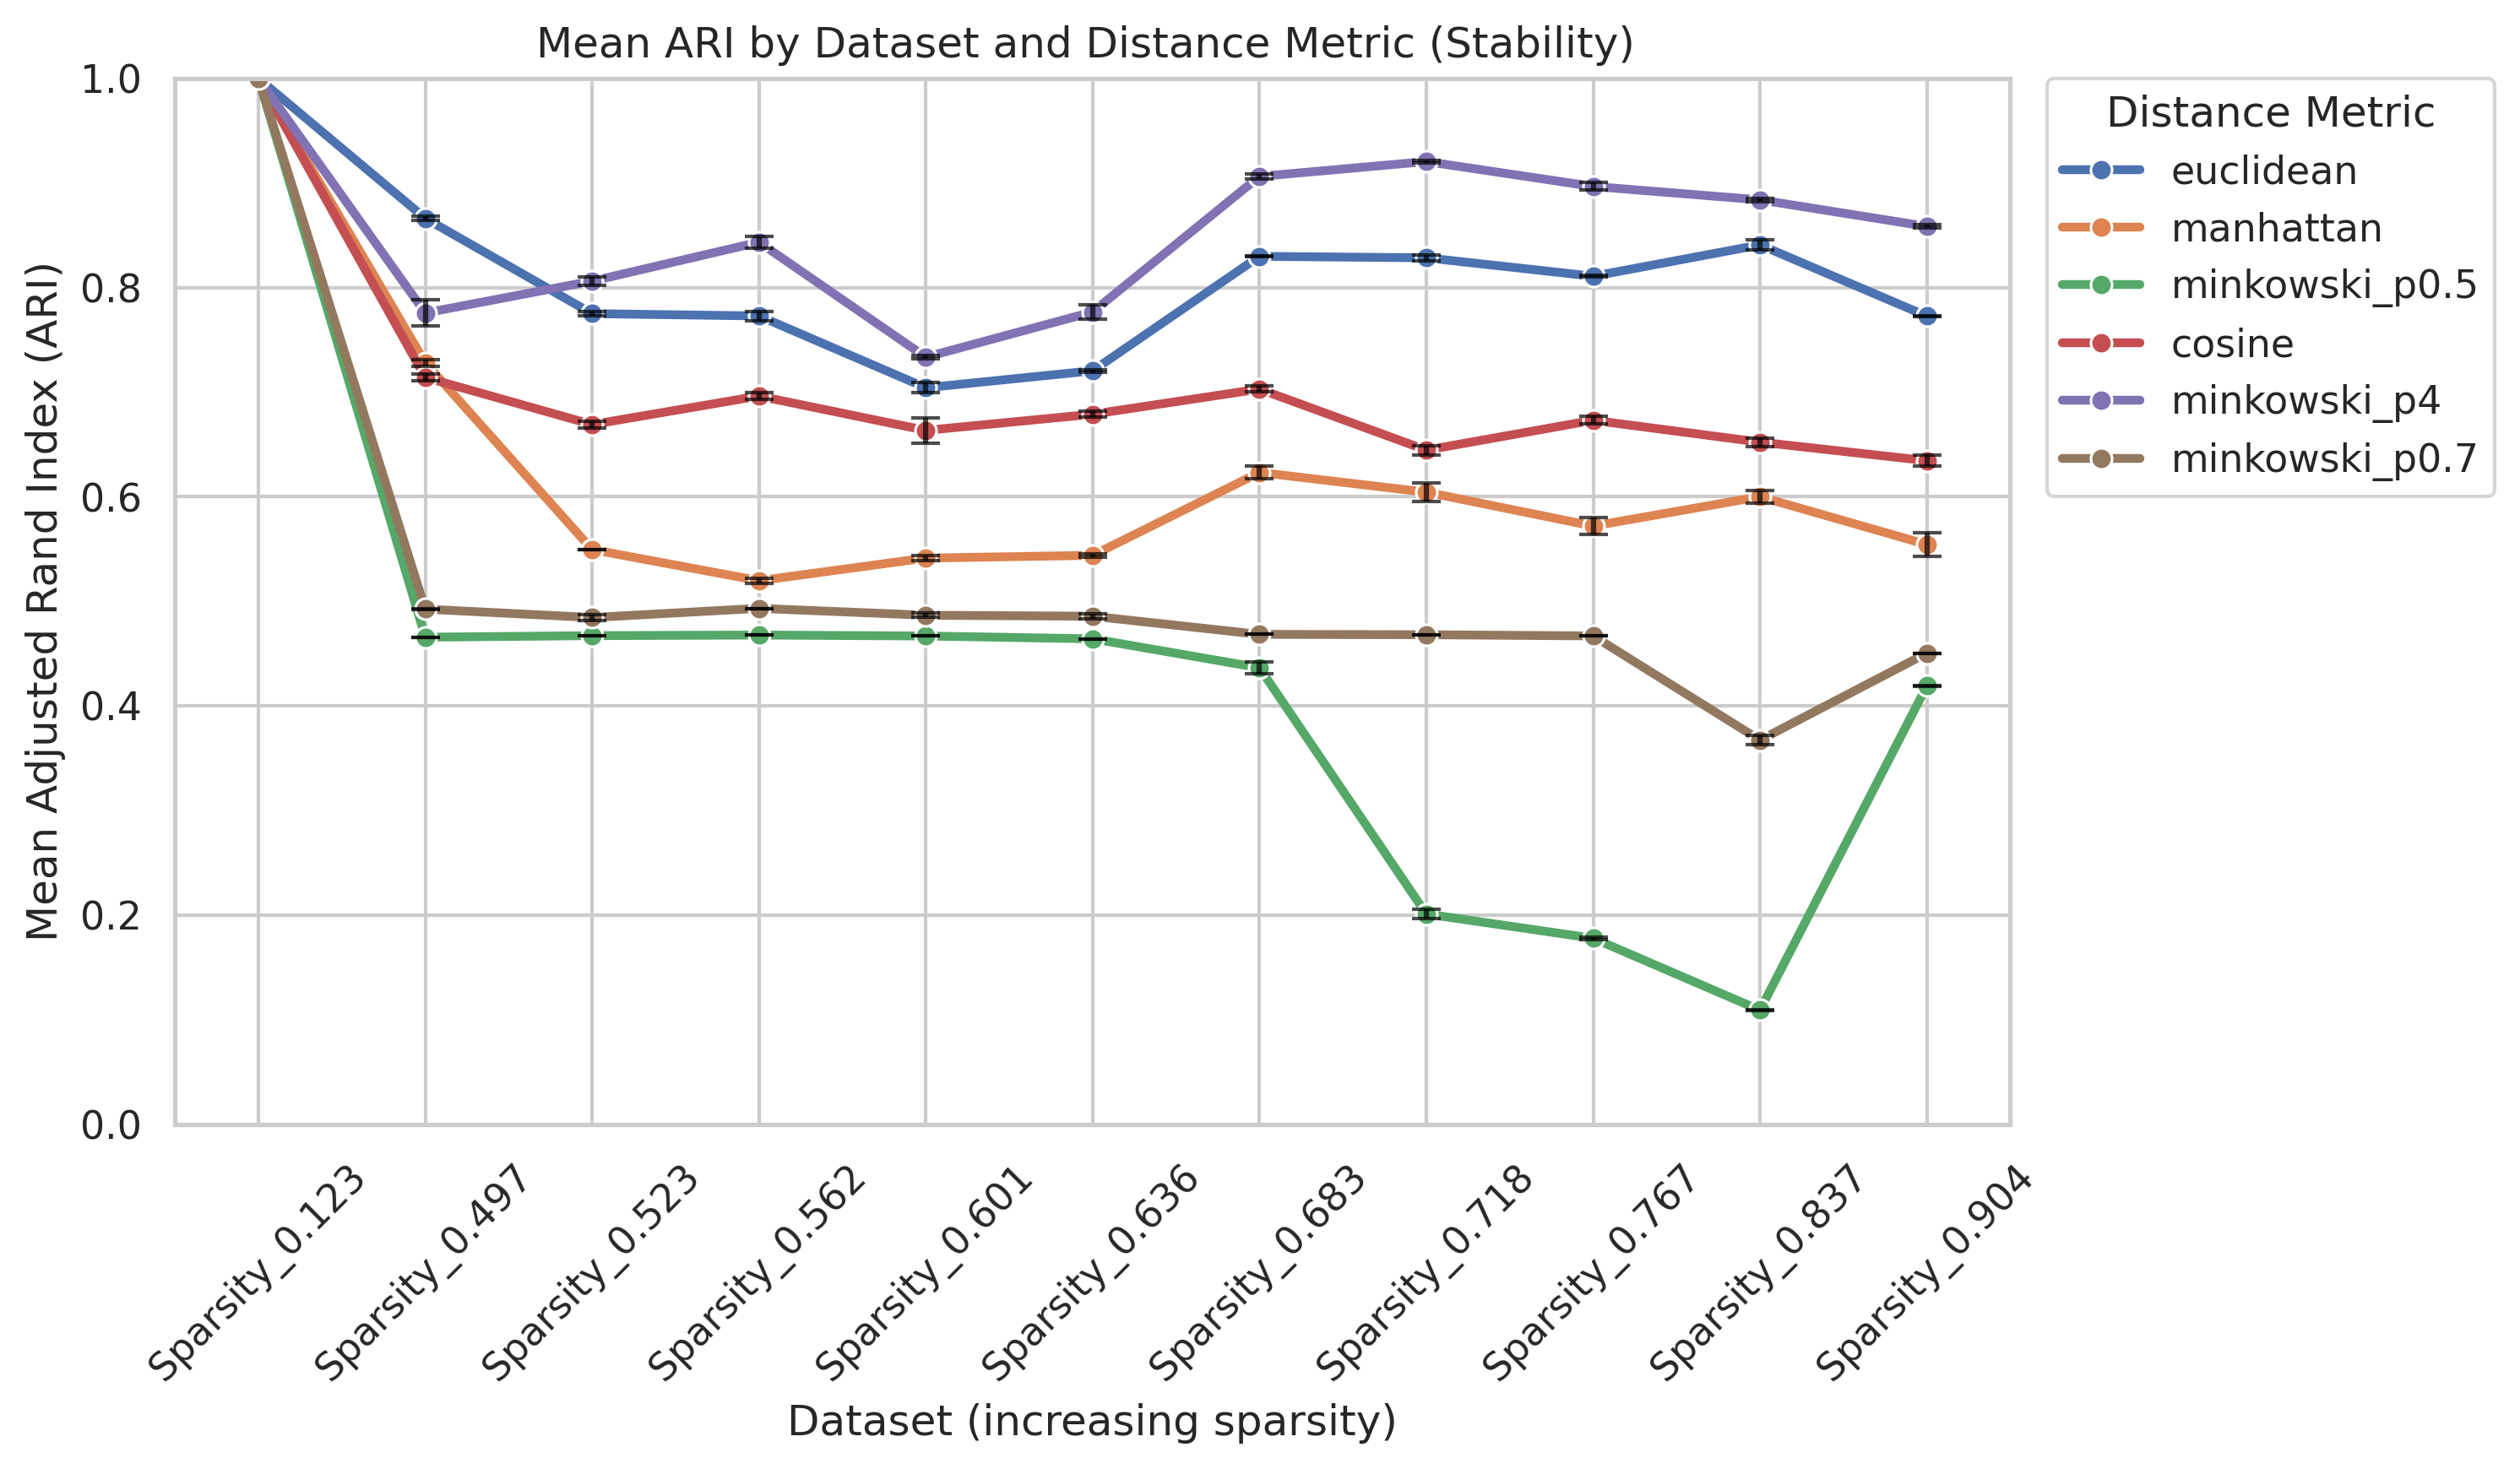 Mean ARI by Dataset and Distance Metric (Stability)
Mean Adjusted Rand Index (ARI)
1.0
0.8
0.6
0.4
0.2
0.0
Sparsity_0.123
Sparsity_0.497
Sparsity_0.523
Sparsity_0.562
Sparsity_0.601
Sparsity_0.636
Sparsity_0.683
Sparsity_0.718
Sparsity_0.767
Sparsity_0.837
Sparsity_0.904
Dataset (increasing sparsity)
Distance Metric
euclidean
manhattan
minkowski_p0.5
cosine
minkowski_p4
minkowski_p0.7